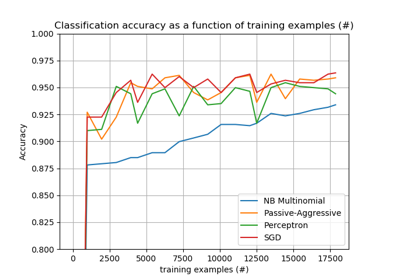 Classification accuracy as a function of training examples (#)
1.000
0.975
0.950
0.925
0.900
0.875
0.850
0.825
0.800
Accuracy
NB Multinomial
Passive-Aggressive
Perceptron
SGD
0 2500 5000 7500 10000 12500 15000 17500
training examples (#)